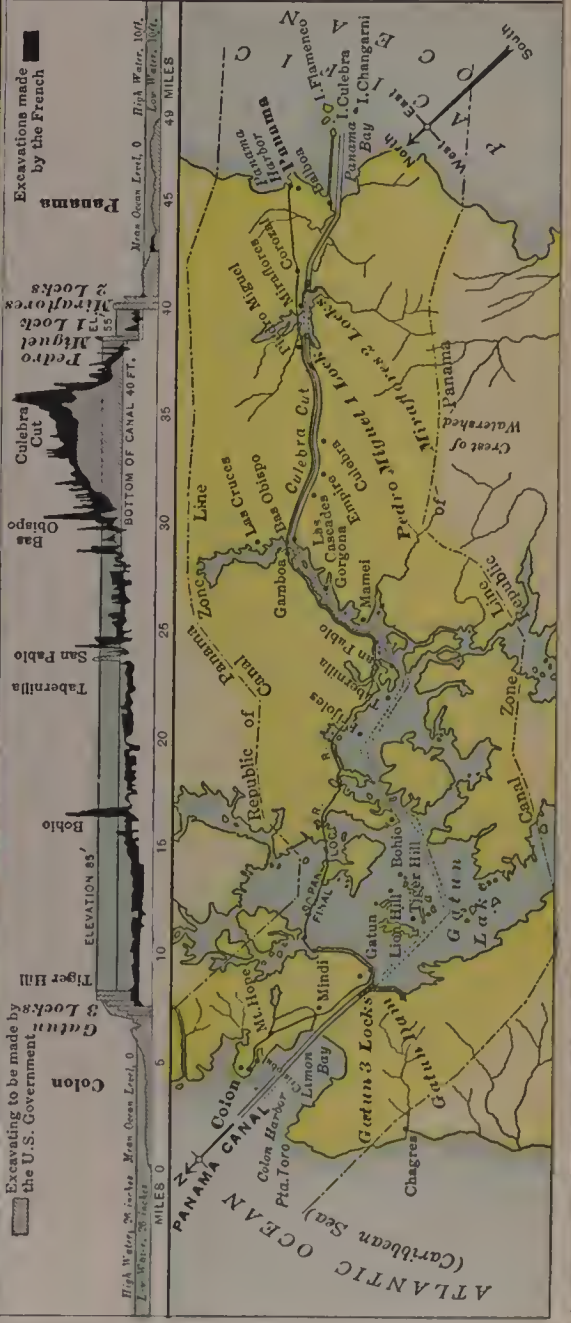 Excavating to be made by
the U.S. Government
Excavations made
by the French
Colon
Gatun
3 Locks
Tiger Hill
Bohio
Tabernilla
San Pablo
Bas
Obispo
Culebra
Cut
Pedro
Miguel
1 Lock
Miraflores
2 Locks
Panama
ELEVATION 85'
EL.
55'
High Water, 26 inches Mean Ocean Level, 0
Low Water, 26 inches
BOTTOM OF CANAL 40 FT.
Mean Ocean Level, 0 High Water, 10ft.
Low Water, 10ft.
MILES 0 5 10 15 20 25 30 35 40 45 49 MILES
N
PANAMA CANAL
ATLANTIC OCEAN
(Caribbean Sea)
Colon Harbor
Pta.Toro
Limon
Bay
Colon
Cristobal
Mt. Hope
Mindi
Gatun 3 Locks
Gatun Dam
Chagres
Gatun
Lion Hill
Tiger Hill
Bohio
Gatun
Lake
FINAL LOC.
PAN. R. R.
Republic of Panama
Canal Zone Line
Frijoles
Tabernilla
San Pablo
Mamei
Gorgona
Gamboa
Las Cruces
Bas Obispo
Las
Cascades
Empire
Culebra
Culebra Cut
Pedro Miguel 1 Lock
Miraflores 2 Locks
Pedro Miguel
Miraflores
Corozal
Panama
Harbor
Panama
Balboa
Panama
Bay
I. Flamenco
I. Culebra
I. Changarni
PACIFIC
OCEAN
North
East
West
South
Canal Zone Line
Republic of Panama
Crest of
Watershed